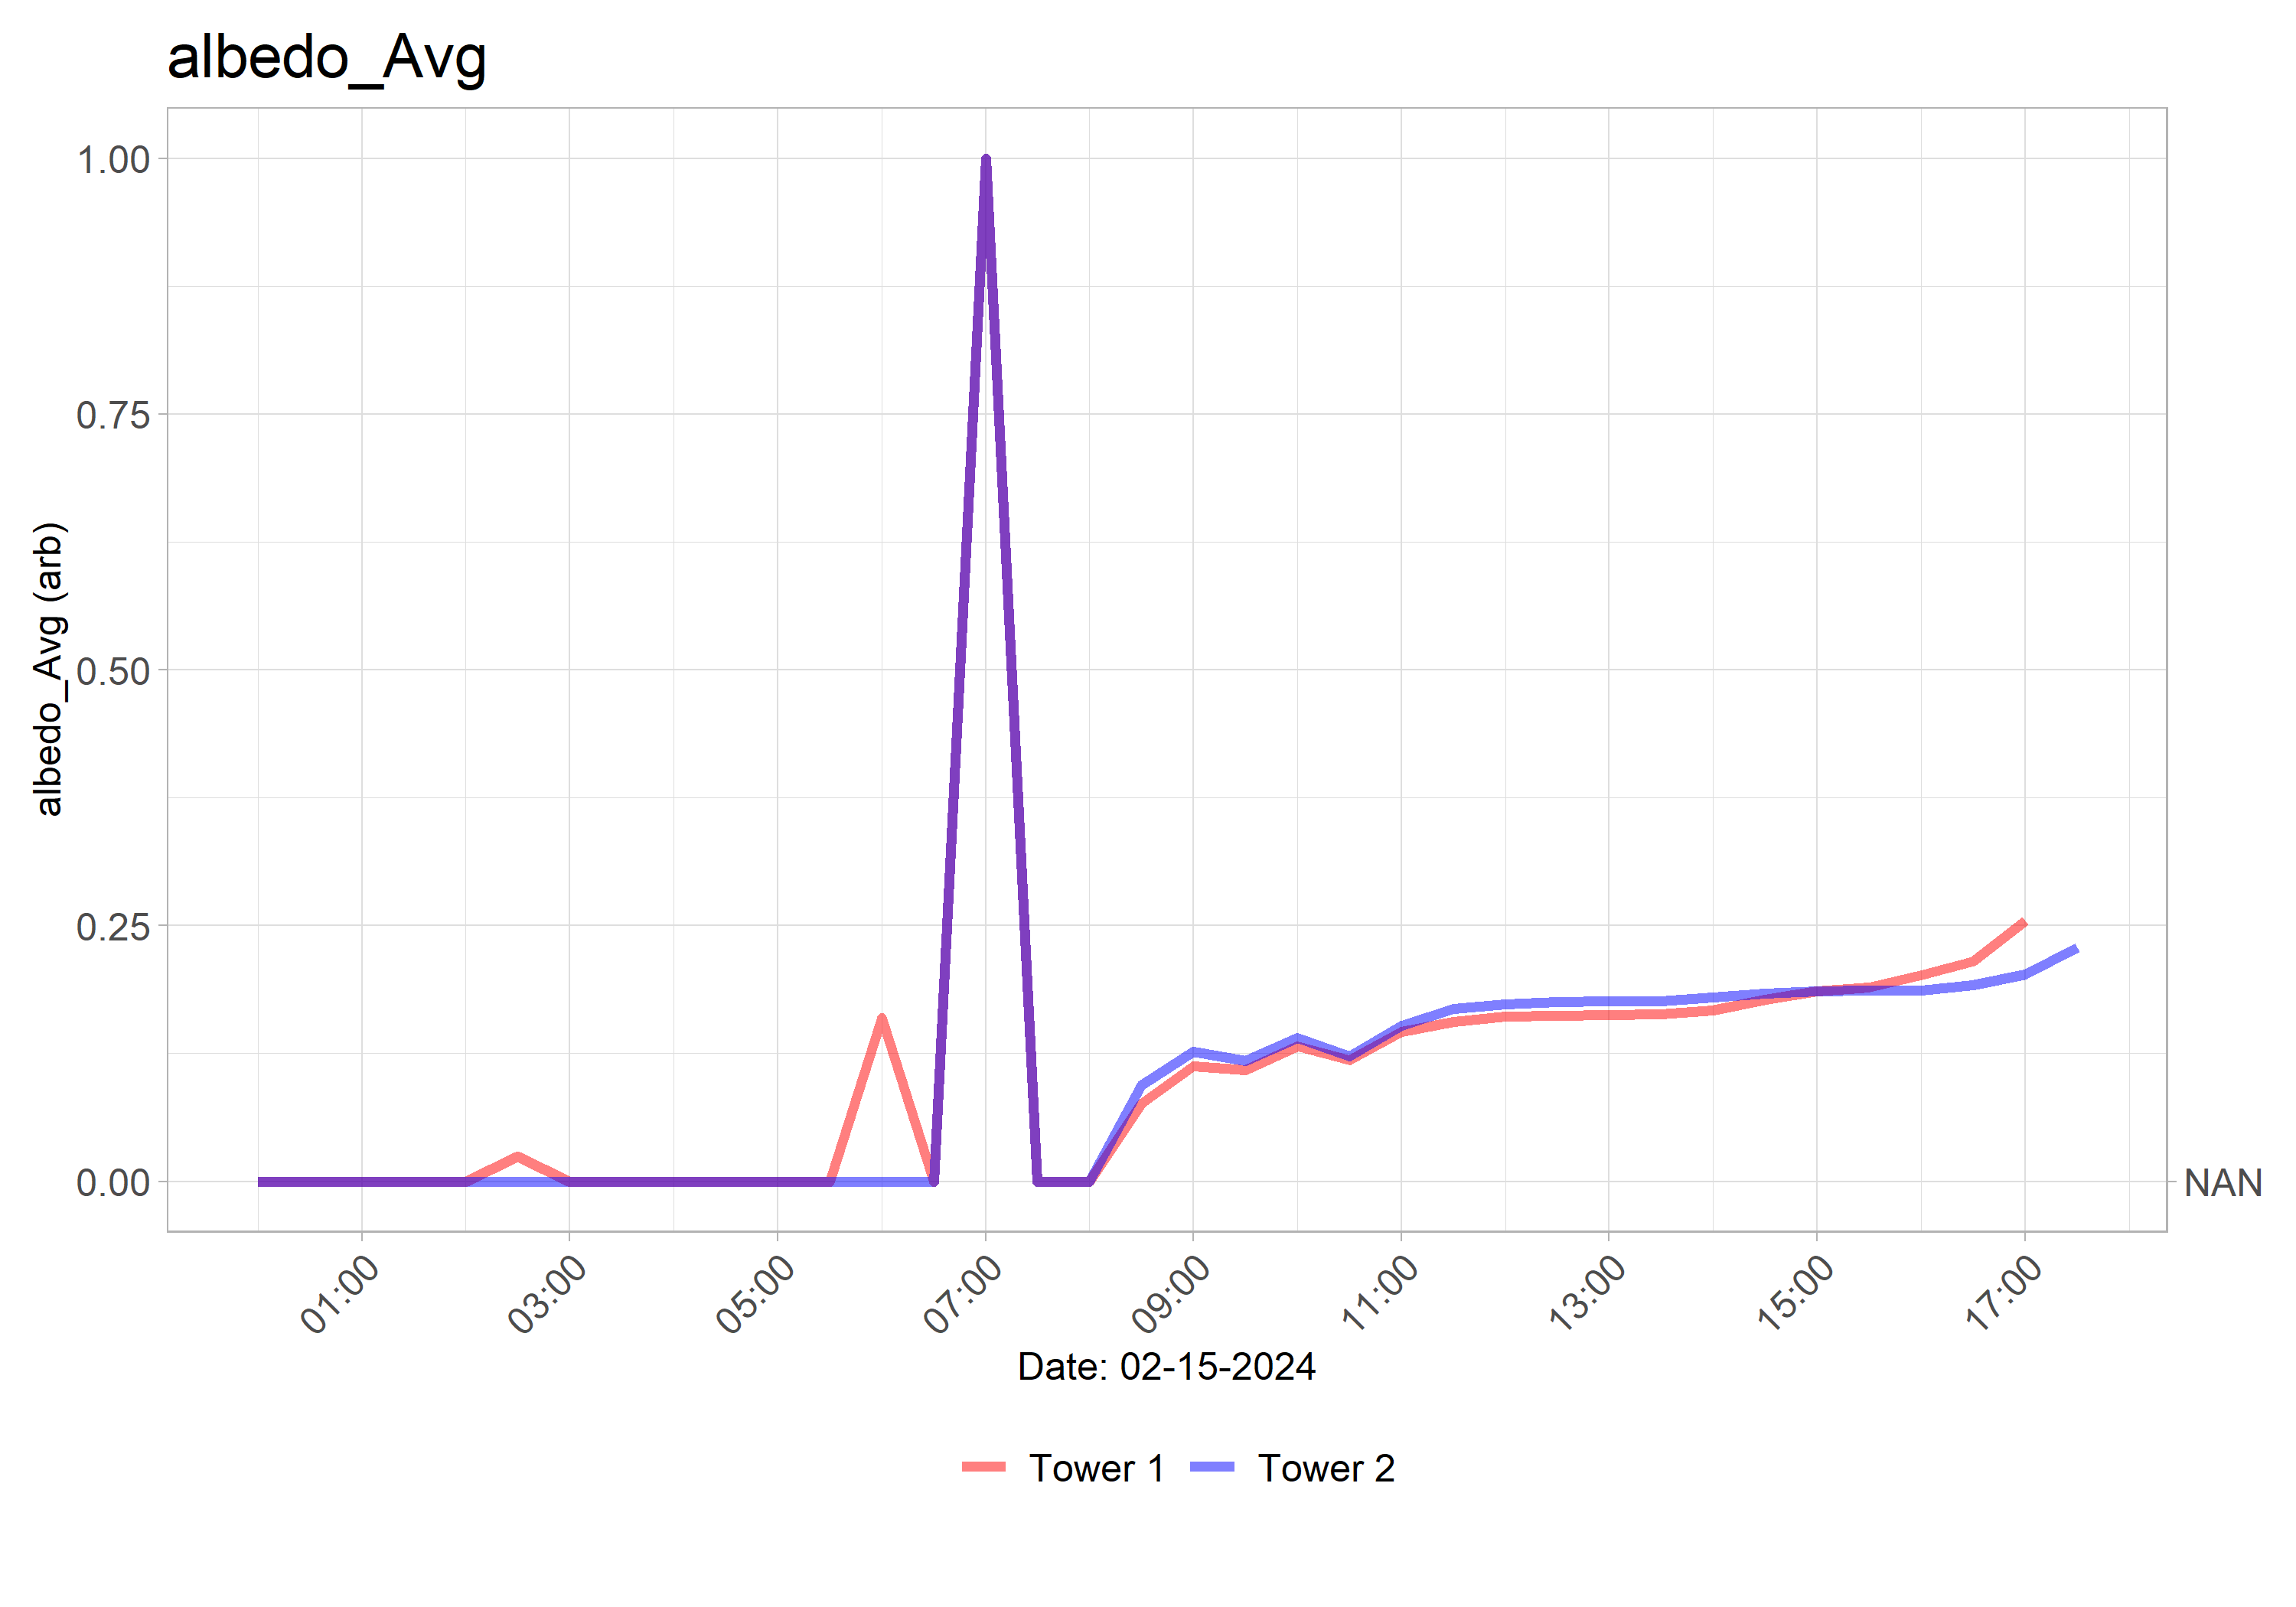 albedo_Avg
albedo_Avg (arb)
1.00
0.75
0.50
0.25
0.00
NAN
01:00 03:00 05:00 07:00 09:00 11:00 13:00 15:00 17:00
Date: 02-15-2024
Tower 1 Tower 2